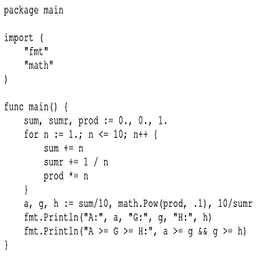 package main

import (
    "fmt"
    "math"
)

func main() {
    sum, sumr, prod := 0., 0., 1.
    for n := 1.; n <= 10; n++ {
        sum += n
        sumr += 1 / n
        prod *= n
    }
    a, g, h := sum/10, math.Pow(prod, .1), 10/sumr
    fmt.Println("A:", a, "G:", g, "H:", h)
    fmt.Println("A >= G >= H:", a >= g && g >= h)
}